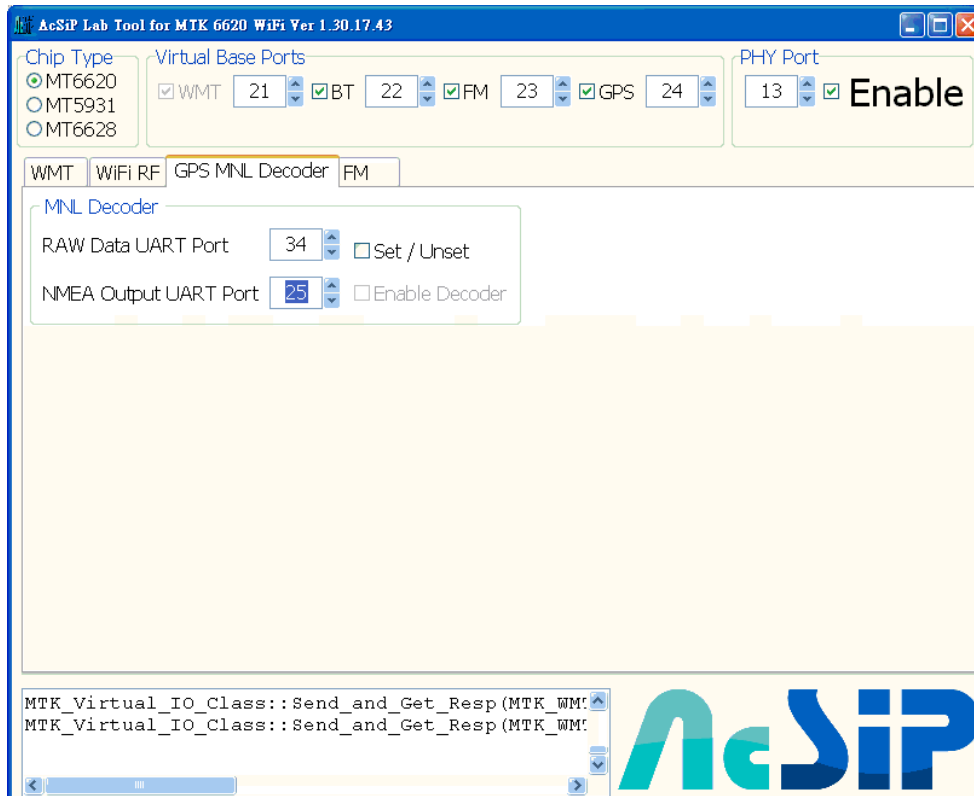 AcSiP Lab Tool for MTK 6620 WiFi Ver 1.30.17.43
Chip Type
MT6620
MT5931
MT6628
Virtual Base Ports
WMT 21 BT 22 FM 23 GPS 24
PHY Port
13 Enable
WMT WiFi RF GPS MNL Decoder FM
MNL Decoder
RAW Data UART Port 34 Set / Unset
NMEA Output UART Port 25 Enable Decoder
MTK_Virtual_IO_Class::Send_and_Get_Resp(MTK_WMT
MTK_Virtual_IO_Class::Send_and_Get_Resp(MTK_WMT
AcSiP